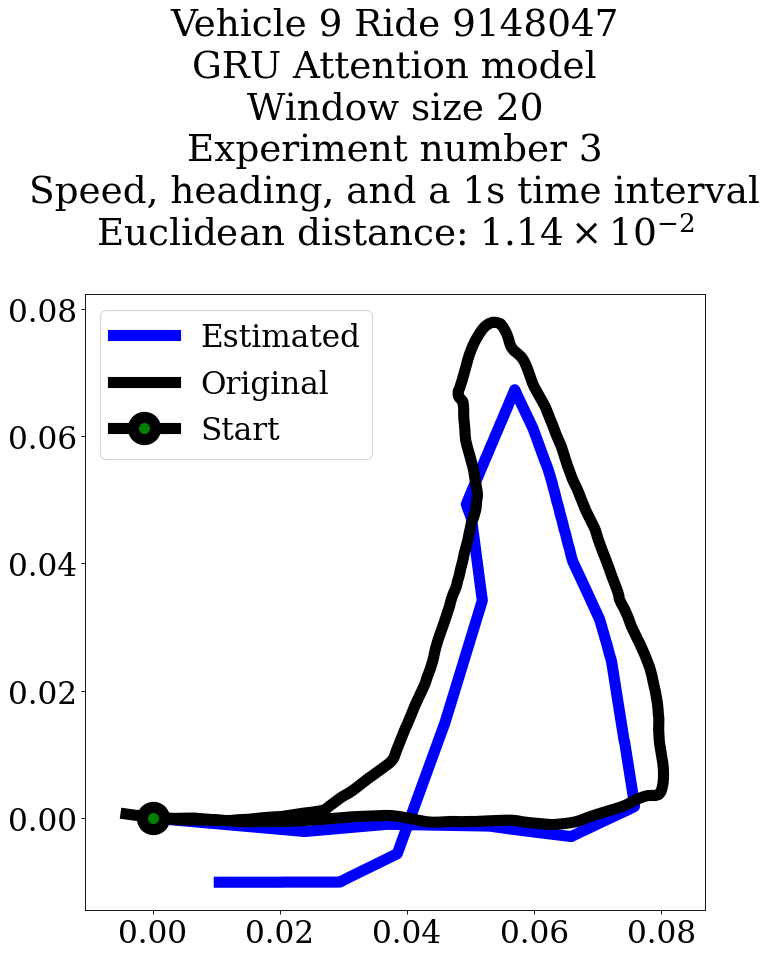 Vehicle 9 Ride 9148047
GRU Attention model
Window size 20
Experiment number 3
Speed, heading, and a 1s time interval
Euclidean distance: 1.14 × 10⁻²
Estimated
Original
Start
0.08
0.06
0.04
0.02
0.00
0.00 0.02 0.04 0.06 0.08